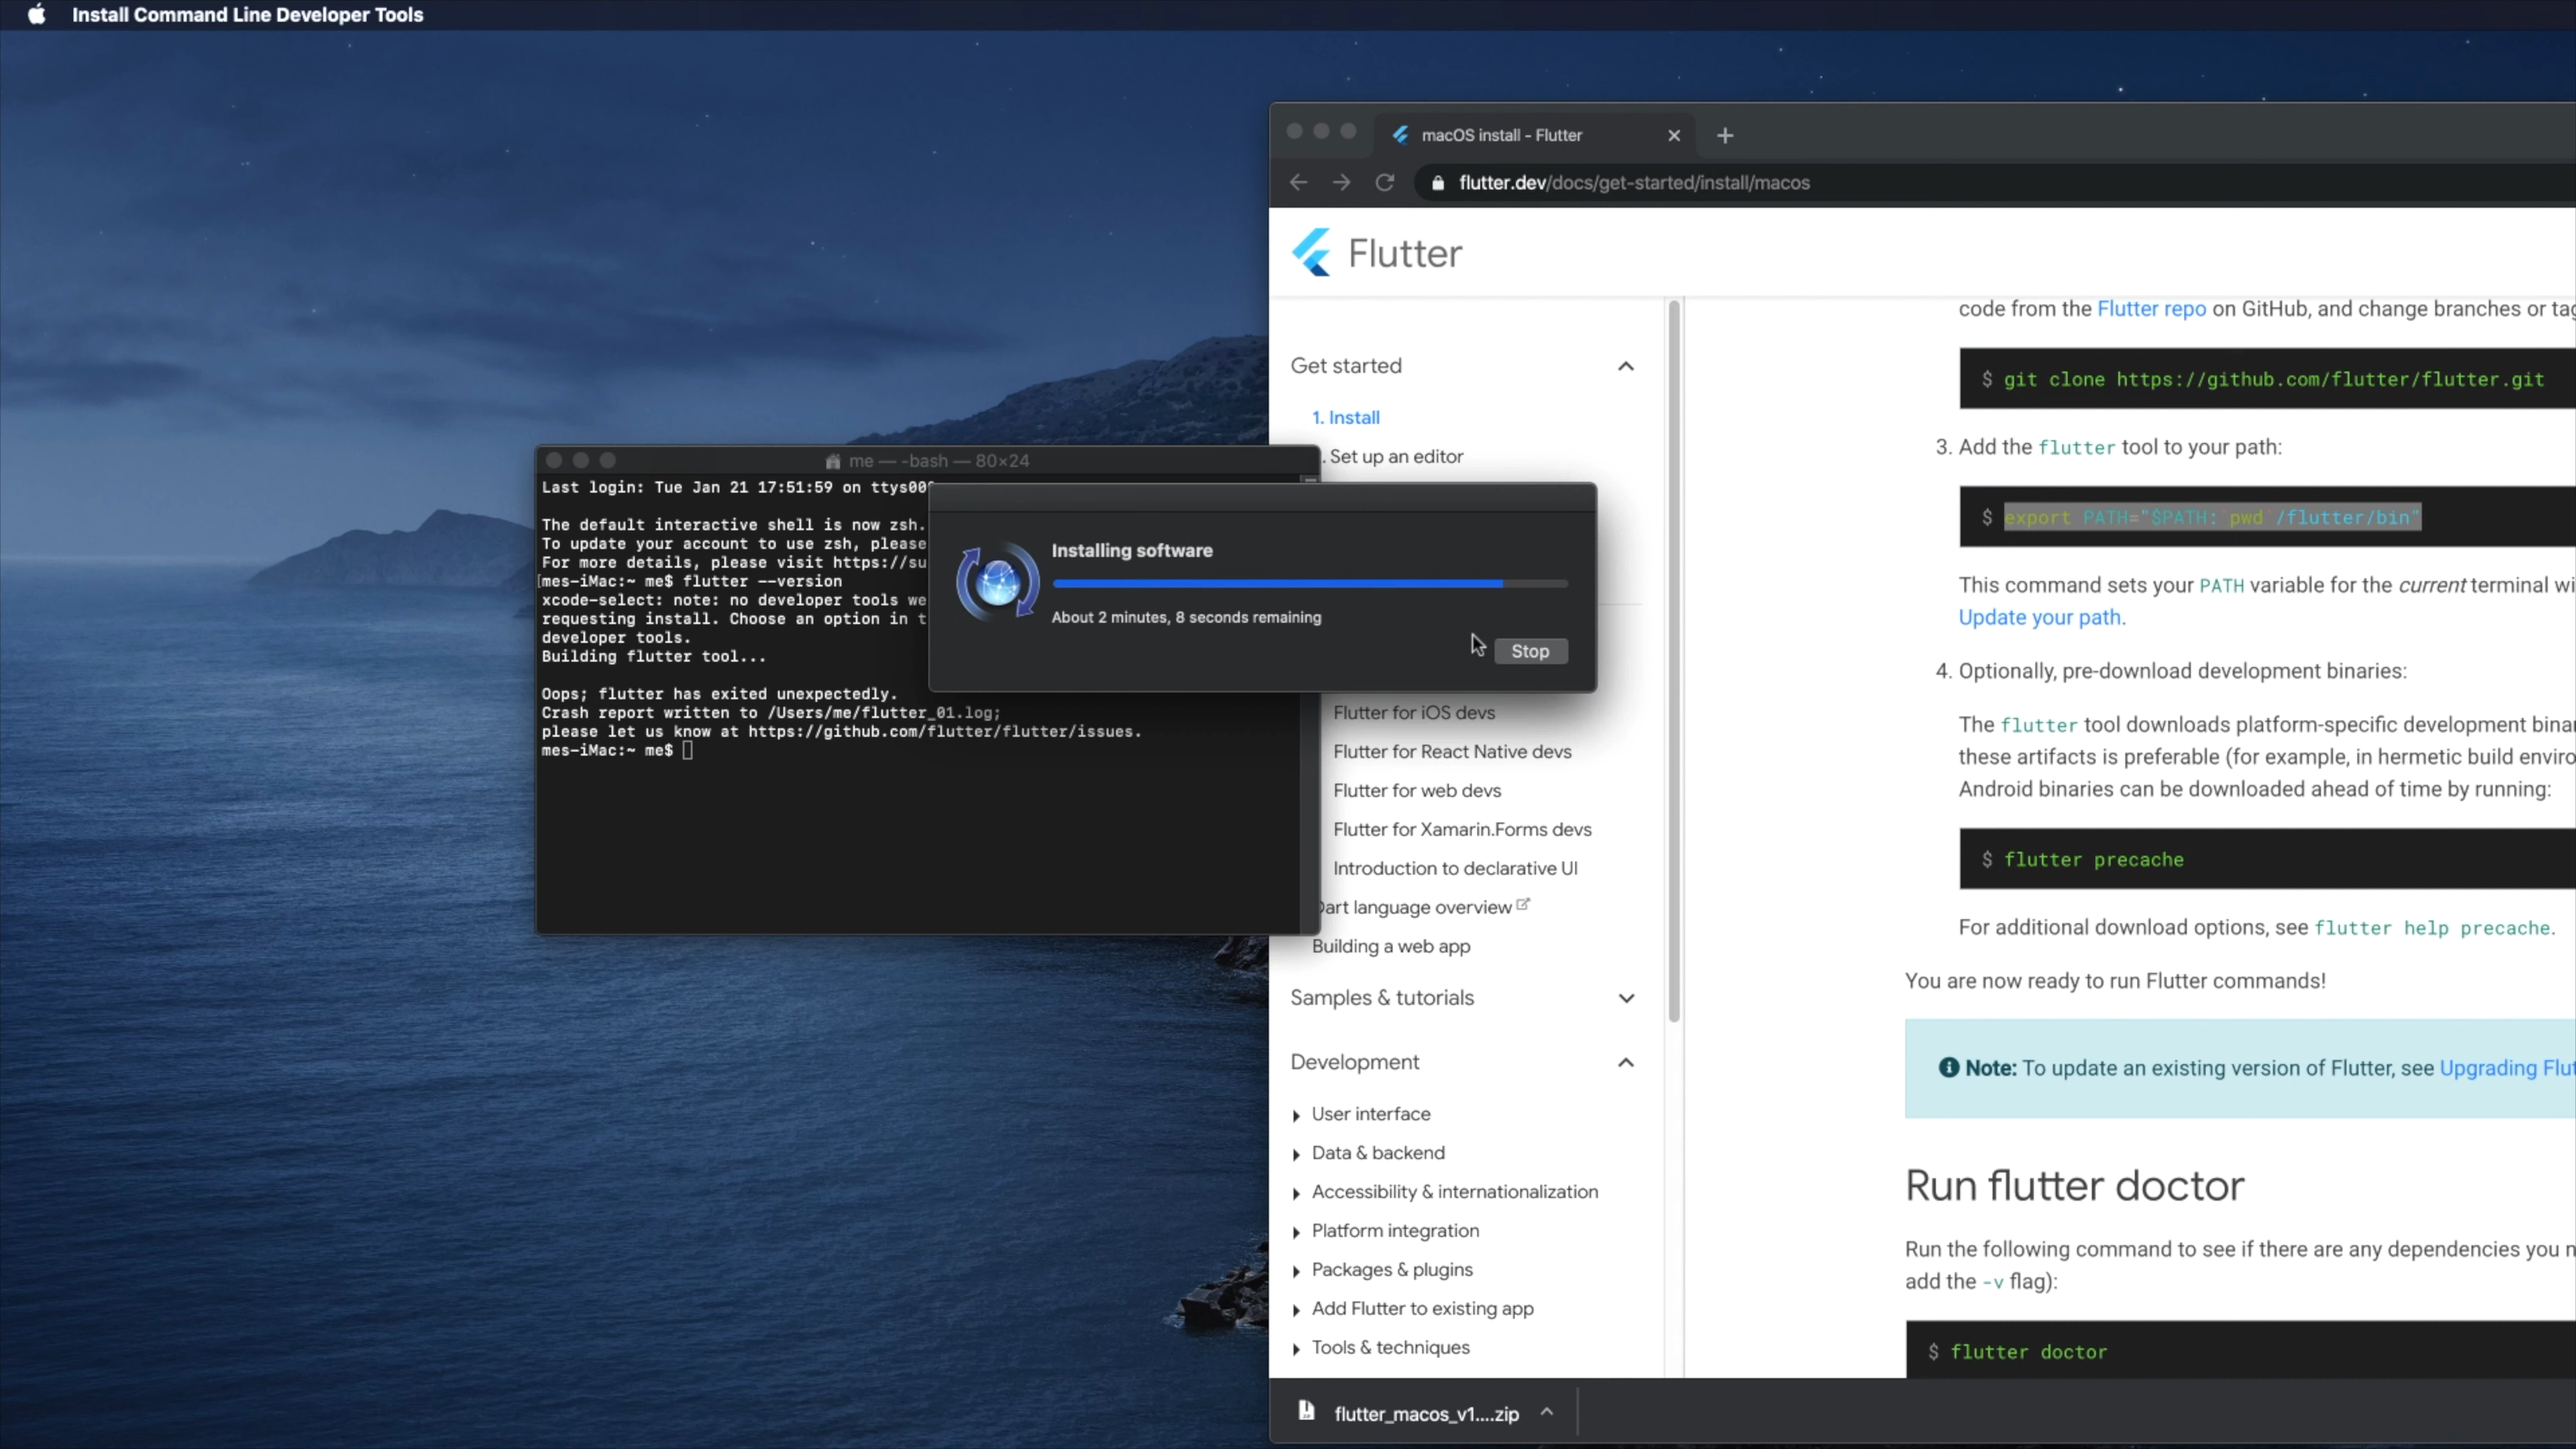 Install Command Line Developer Tools
macOS install - Flutter
flutter.dev/docs/get-started/install/macos
Flutter
Get started
1. Install
. Set up an editor
Flutter for iOS devs
Flutter for React Native devs
Flutter for web devs
Flutter for Xamarin.Forms devs
Introduction to declarative UI
Dart language overview
Building a web app
Samples & tutorials
Development
User interface
Data & backend
Accessibility & internationalization
Platform integration
Packages & plugins
Add Flutter to existing app
Tools & techniques
code from the Flutter repo on GitHub, and change branches or
$ git clone https://github.com/flutter/flutter.git
3. Add the flutter tool to your path:
$ export PATH="$PATH:`pwd`/flutter/bin"
This command sets your PATH variable for the current terminal
Update your path.
4. Optionally, pre-download development binaries:
The flutter tool downloads platform-specific development
these artifacts is preferable (for example, in hermetic build
Android binaries can be downloaded ahead of time by running:
$ flutter precache
For additional download options, see flutter help precache.
You are now ready to run Flutter commands!
Note: To update an existing version of Flutter, see Upgrading
Run flutter doctor
Run the following command to see if there are any dependencies you
add the -v flag):
$ flutter doctor
flutter_macos_v1....zip
me — -bash — 80×24
Last login: Tue Jan 21 17:51:59 on
The default interactive shell is now zsh.
To update your account to use zsh, please
For more details, please visit https://su
[mes-iMac:~ me$ flutter --version
xcode-select: note: no developer tools we
requesting install. Choose an option in t
developer tools.
Building flutter tool...
Oops; flutter has exited unexpectedly.
Crash report written to /Users/me/flutter_01.log;
please let us know at https://github.com/flutter/flutter/issues.
mes-iMac:~ me$
Installing software
About 2 minutes, 8 seconds remaining
Stop